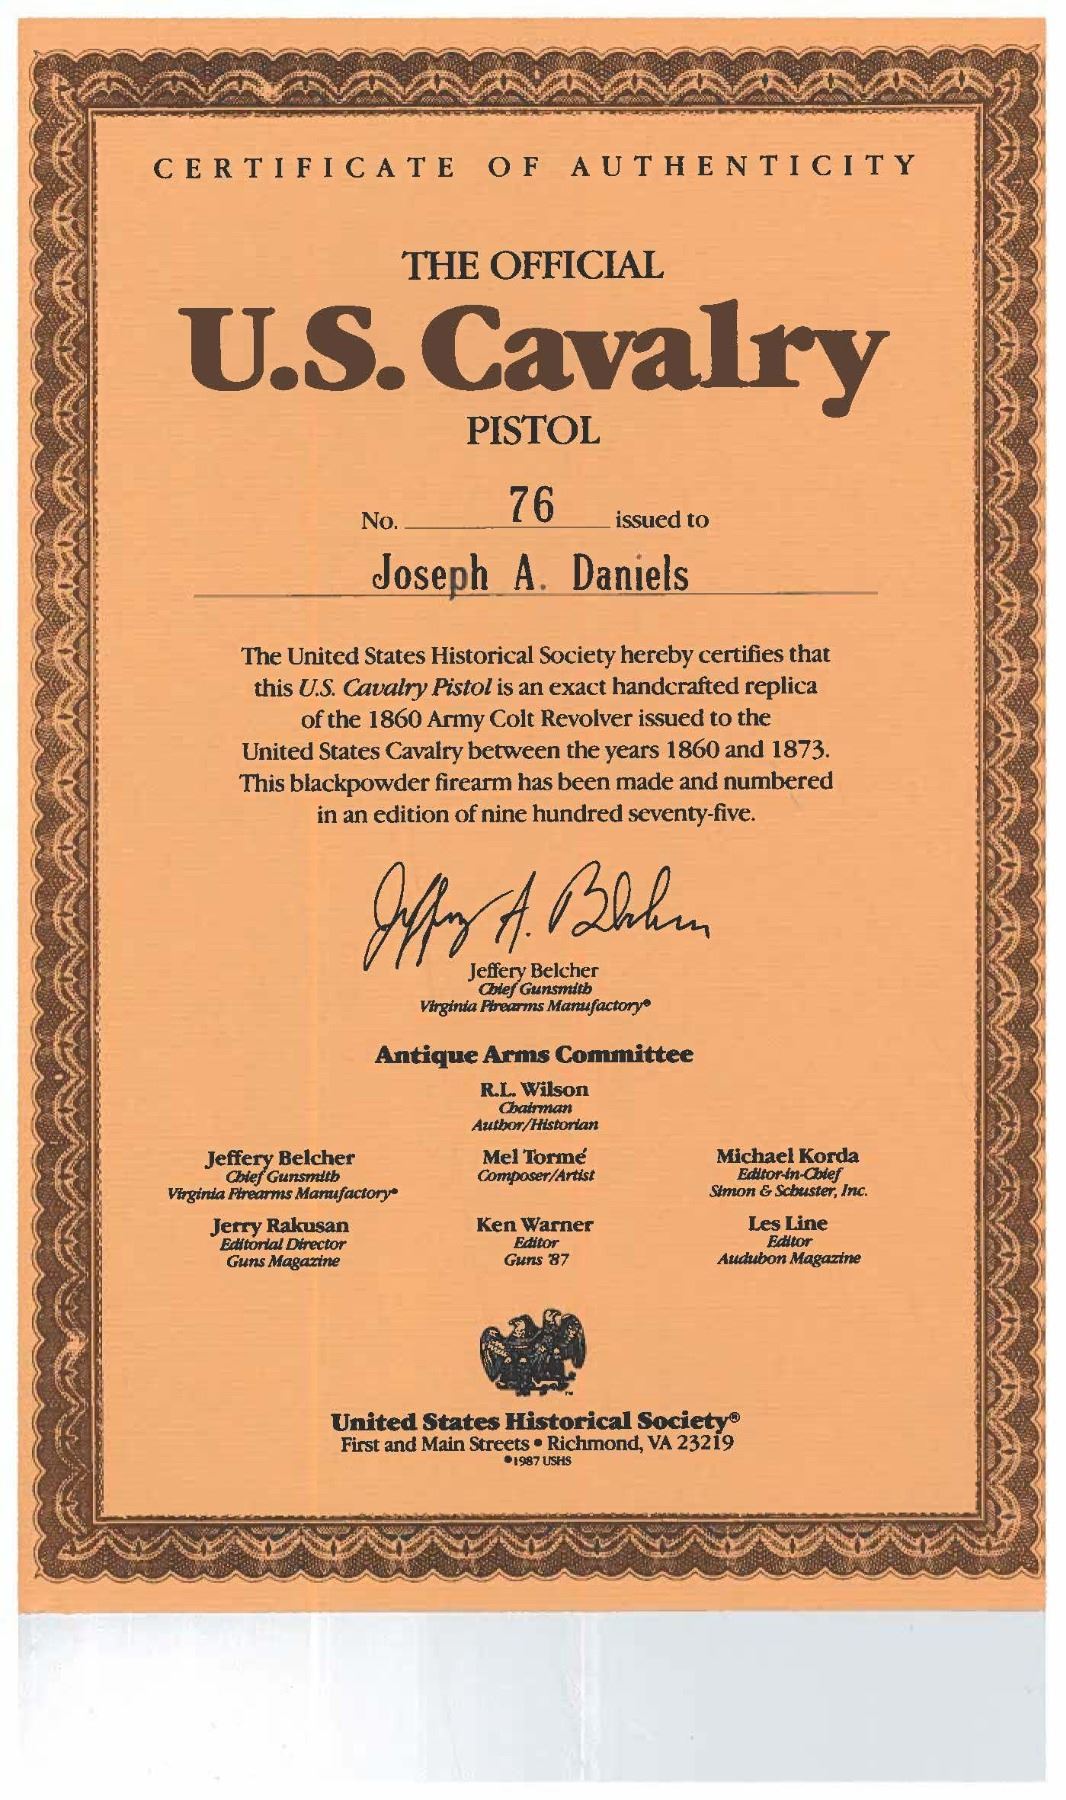 CERTIFICATE OF AUTHENTICITY
THE OFFICIAL
U.S. Cavalry
PISTOL
No. 76 issued to
Joseph A. Daniels
The United States Historical Society hereby certifies that
this U.S. Cavalry Pistol is an exact handcrafted replica
of the 1860 Army Colt Revolver issued to the
United States Cavalry between the years 1860 and 1873.
This blackpowder firearm has been made and numbered
in an edition of nine hundred seventy-five.
Jeffery A. Belcher
Jeffery Belcher
Chief Gunsmith
Virginia Firearms Manufactory®
Antique Arms Committee
R.L. Wilson
Chairman
Author/Historian
Jeffery Belcher
Chief Gunsmith
Virginia Firearms Manufactory®
Mel Tormé
Composer/Artist
Michael Korda
Editor-in-Chief
Simon & Schuster, Inc.
Jerry Rakusan
Editorial Director
Guns Magazine
Ken Warner
Editor
Guns '87
Les Line
Editor
Audubon Magazine
TM
United States Historical Society®
First and Main Streets • Richmond, VA 23219
©1987 USHS